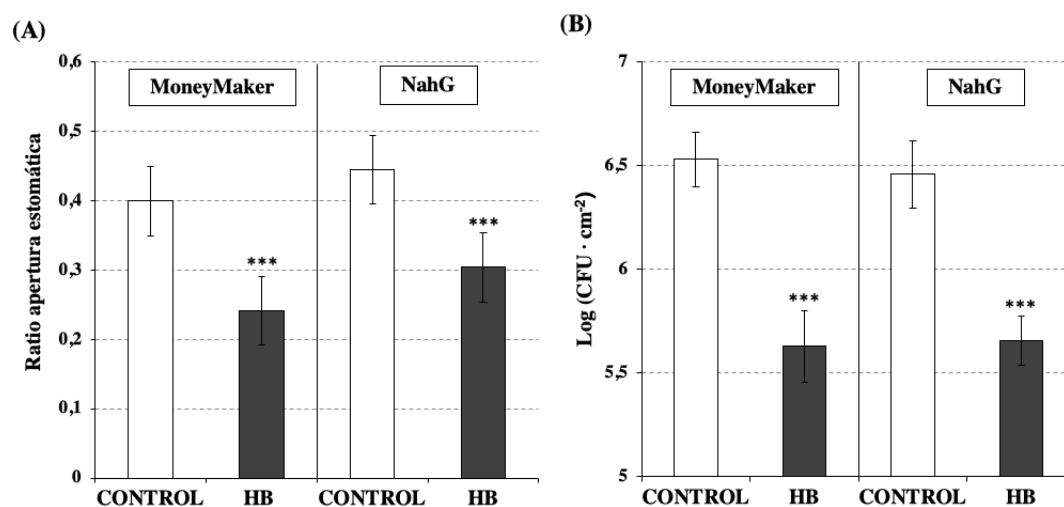 (A)
Ratio apertura estomática
0,6
0,5
0,4
0,3
0,2
0,1
0
MoneyMaker
NahG
***
***
CONTROL
HB
CONTROL
HB
(B)
Log (CFU · cm⁻²)
7
6,5
6
5,5
5
MoneyMaker
NahG
***
***
CONTROL
HB
CONTROL
HB